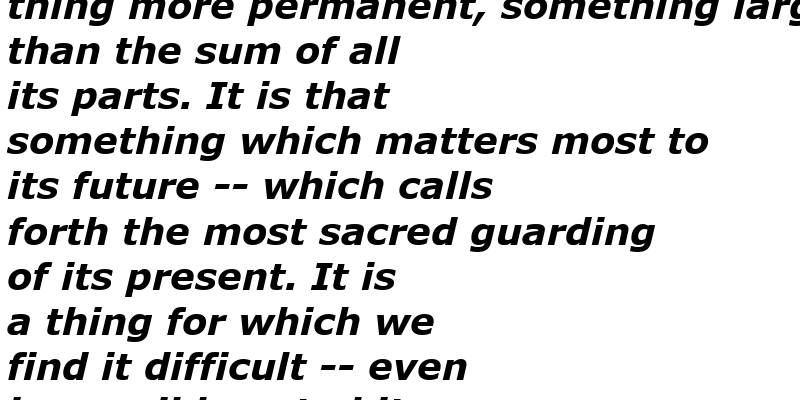 thing more permanent, something larg
than the sum of all
its parts. It is that
something which matters most to
its future -- which calls
forth the most sacred guarding
of its present. It is
a thing for which we
find it difficult -- even